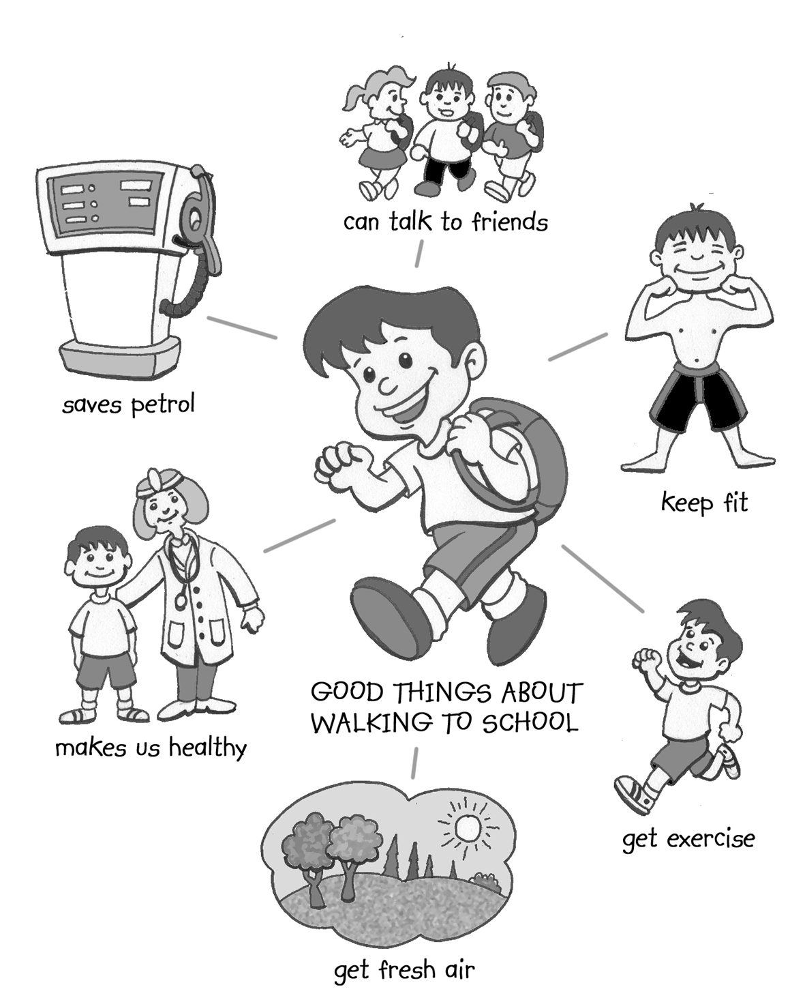 can talk to friends
saves petrol
keep fit
GOOD THINGS ABOUT
WALKING TO SCHOOL
makes us healthy
get exercise
get fresh air